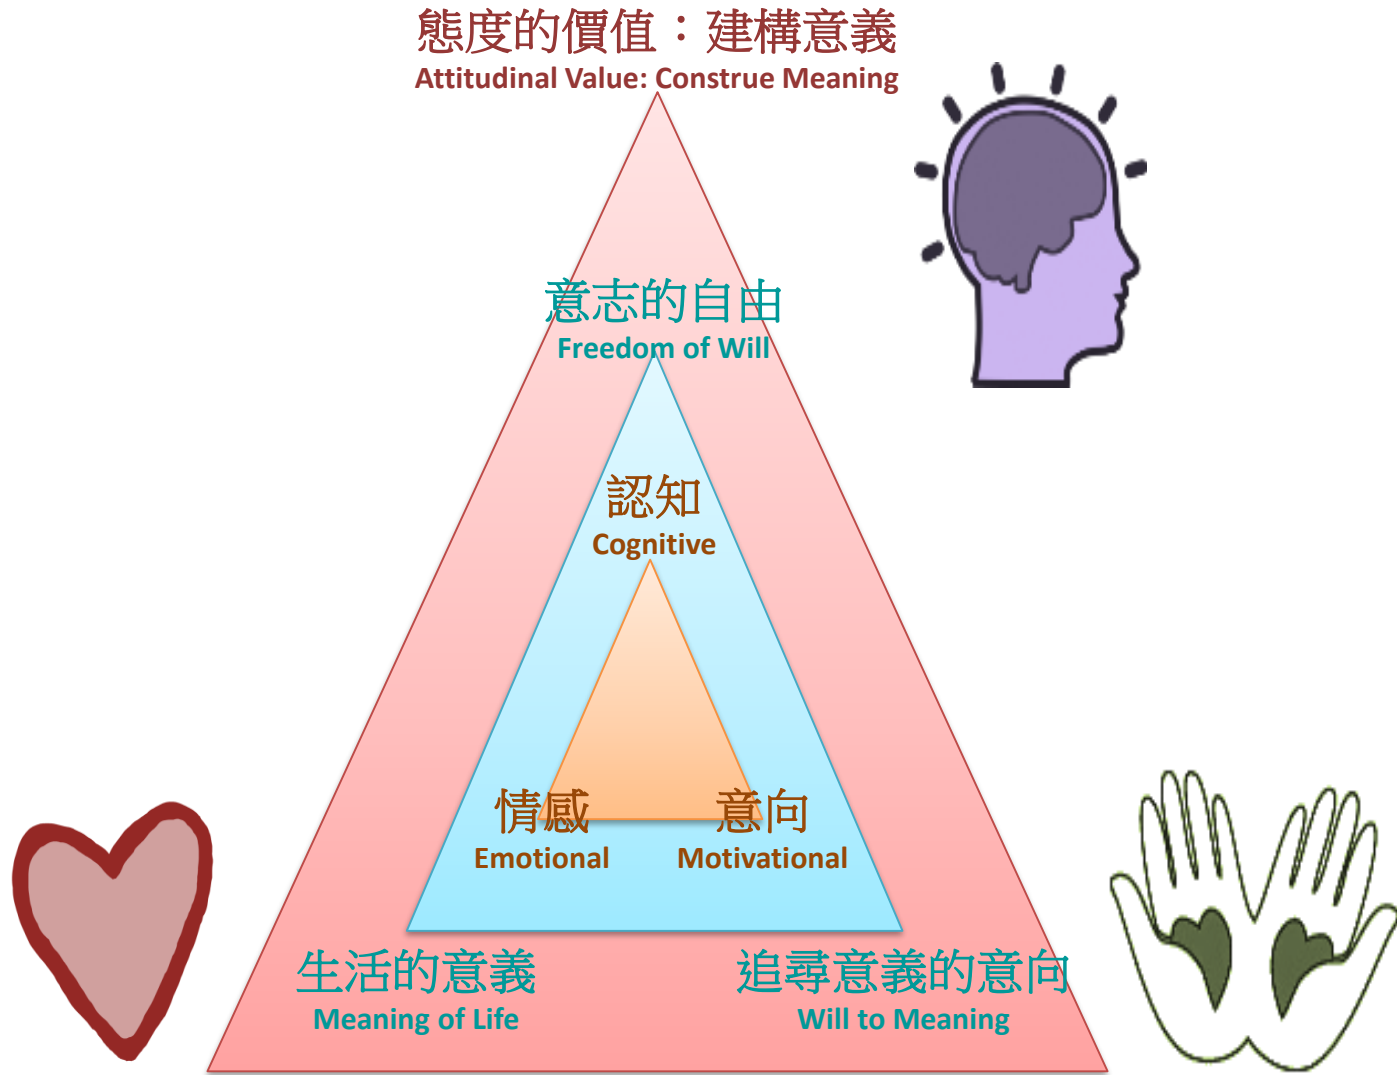 態度的價值：建構意義
Attitudinal Value: Construe Meaning
意志的自由
Freedom of Will
認知
Cognitive
情感
Emotional
意向
Motivational
生活的意義
Meaning of Life
追尋意義的意向
Will to Meaning